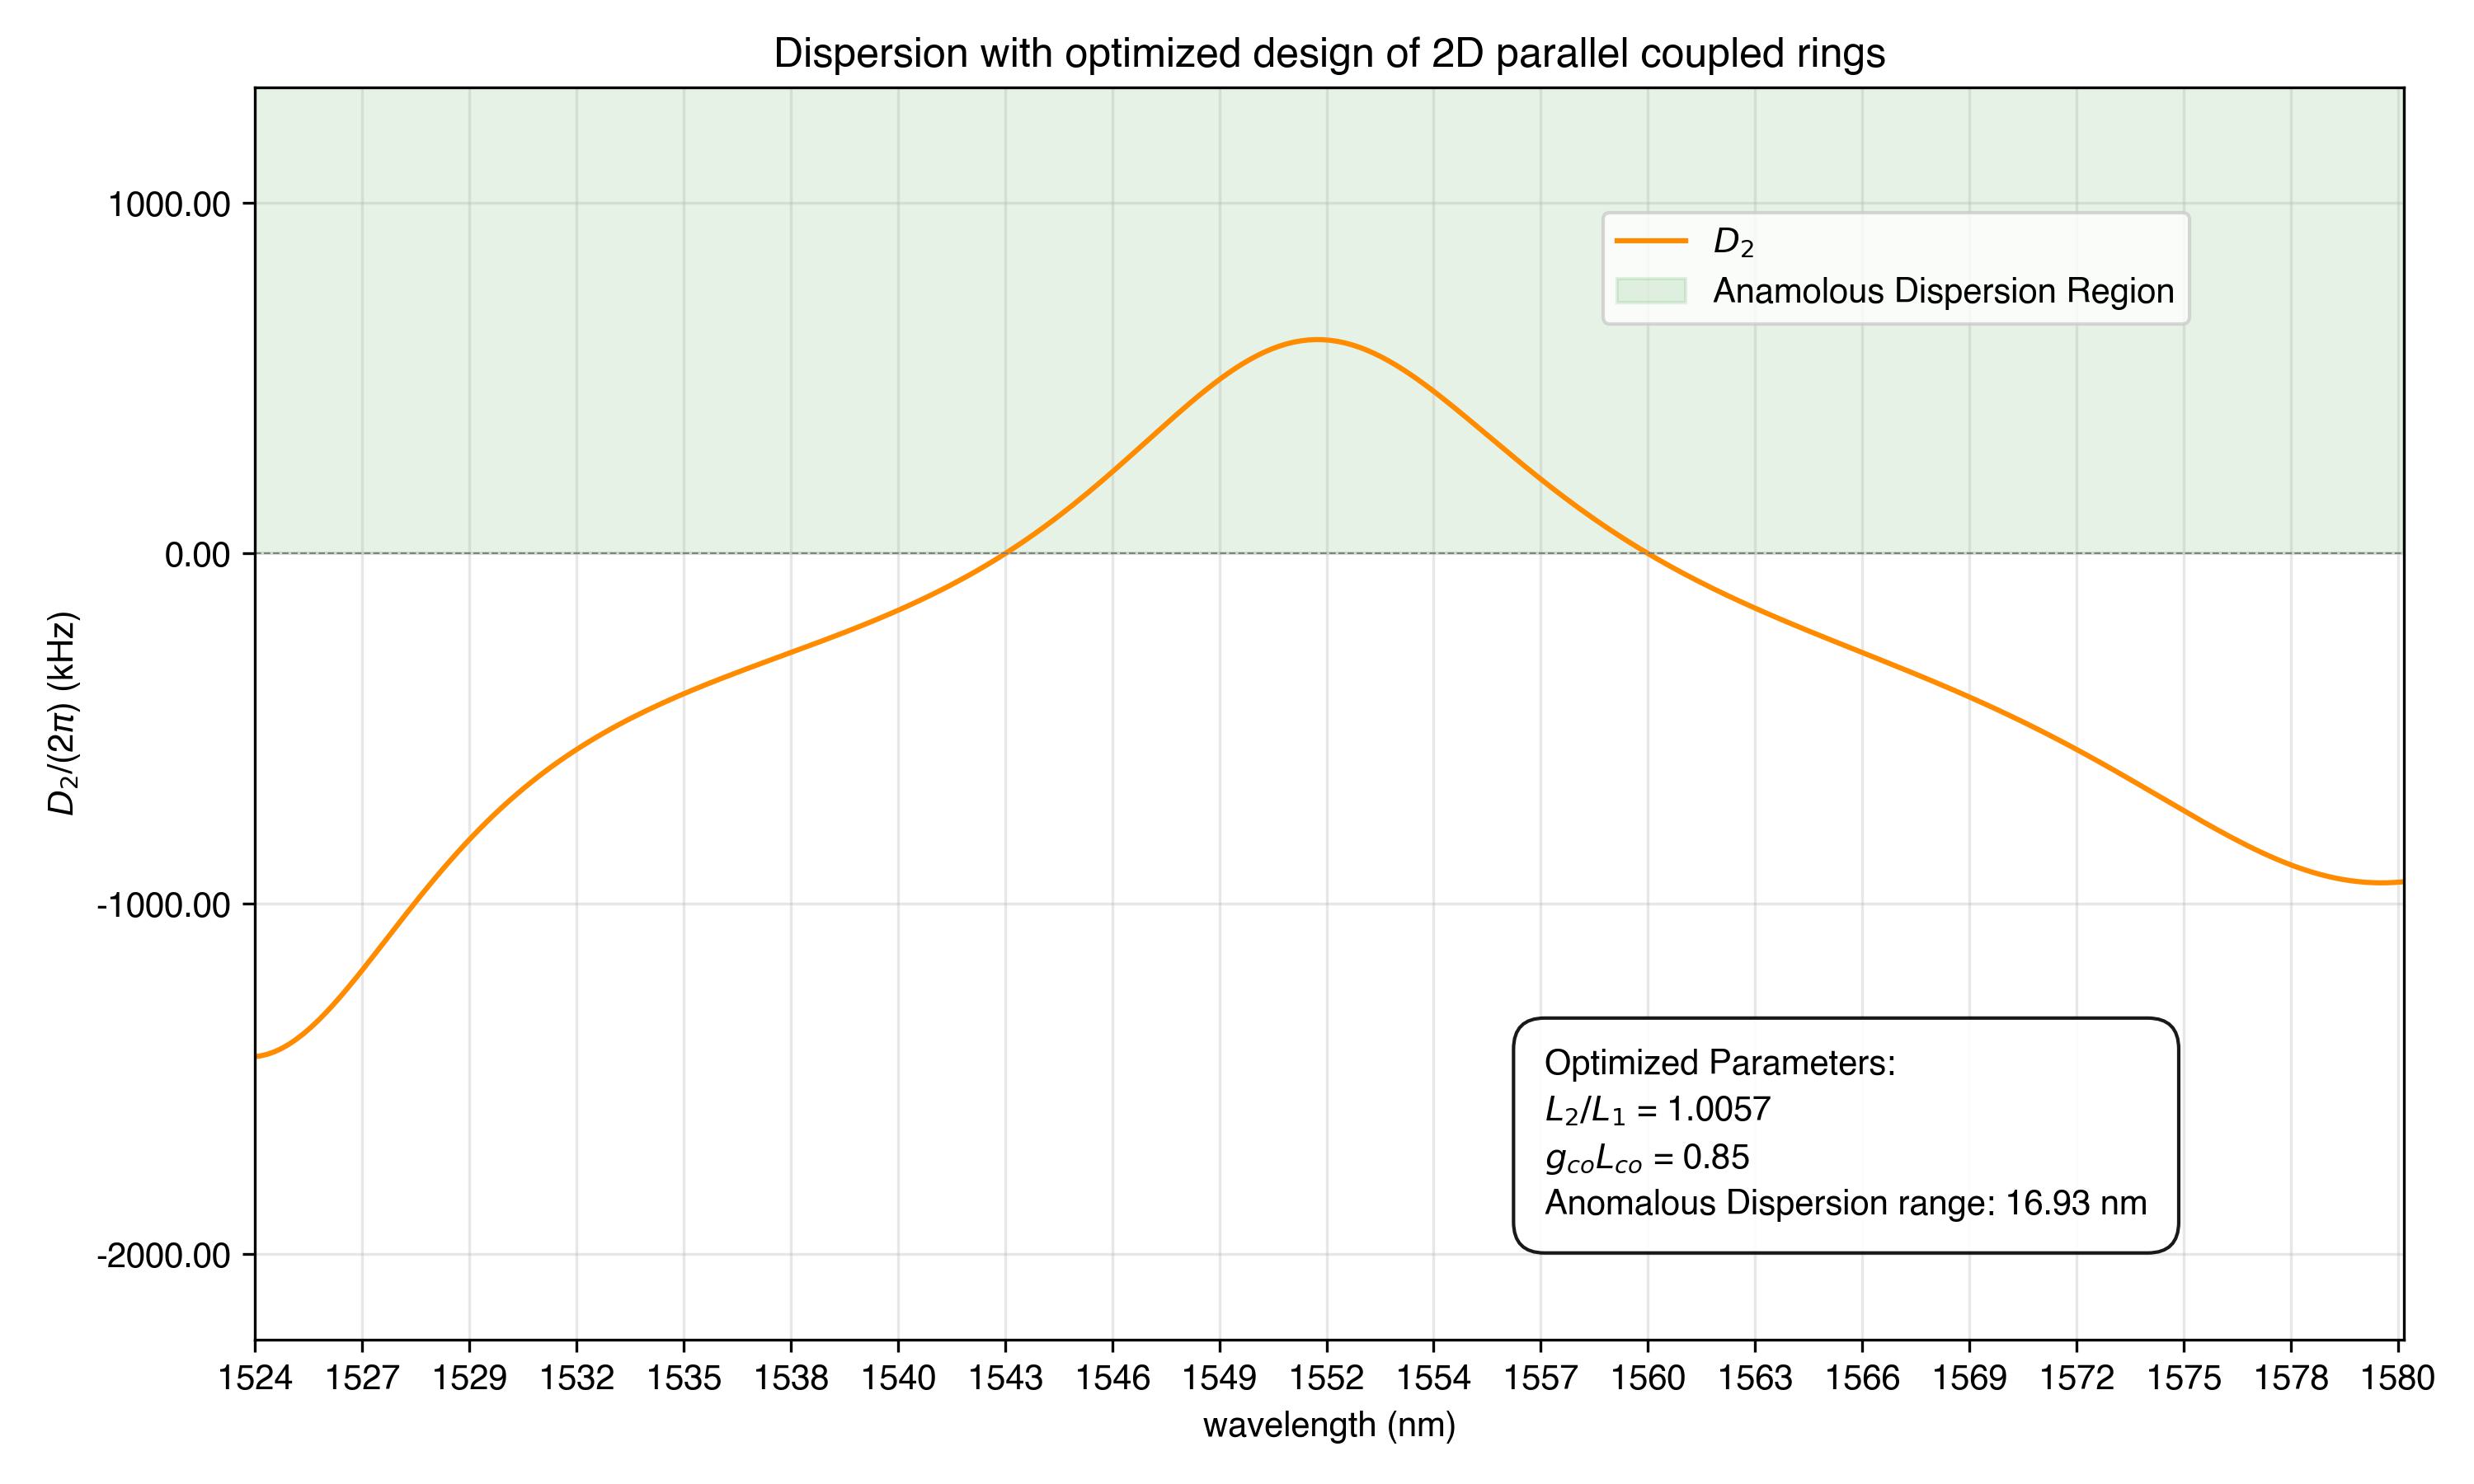 Dispersion with optimized design of 2D parallel coupled rings
D₂/(2π) (kHz)
1000.00
0.00
-1000.00
-2000.00
D₂
Anamolous Dispersion Region
Optimized Parameters:
L₂/L₁ = 1.0057
g_co L_co = 0.85
Anomalous Dispersion range: 16.93 nm
1524 1527 1529 1532 1535 1538 1540 1543 1546 1549 1552 1554 1557 1560 1563 1566 1569 1572 1575 1578 1580
wavelength (nm)